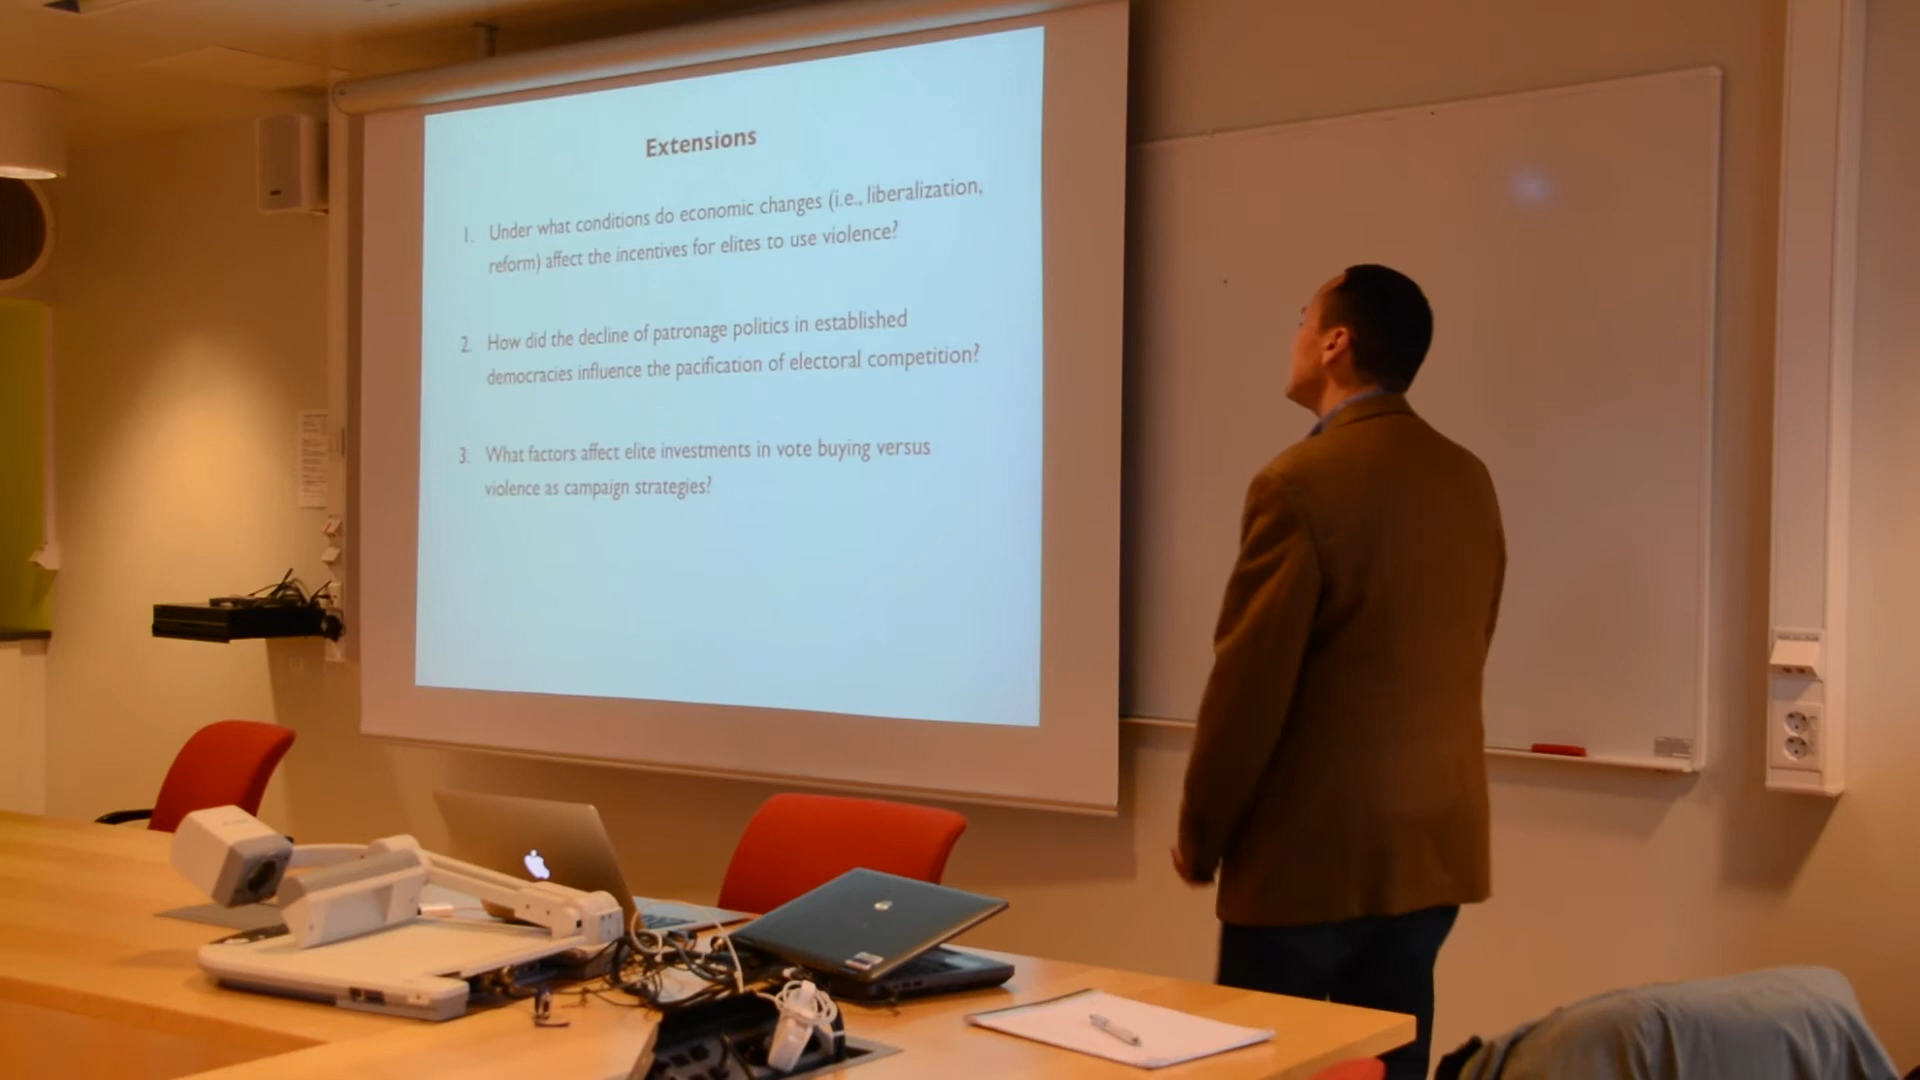 Extensions
1. Under what conditions do economic changes (i.e., liberalization,
reform) affect the incentives for elites to use violence?
2. How did the decline of patronage politics in established
democracies influence the pacification of electoral competition?
3. What factors affect elite investments in vote buying versus
violence as campaign strategies?